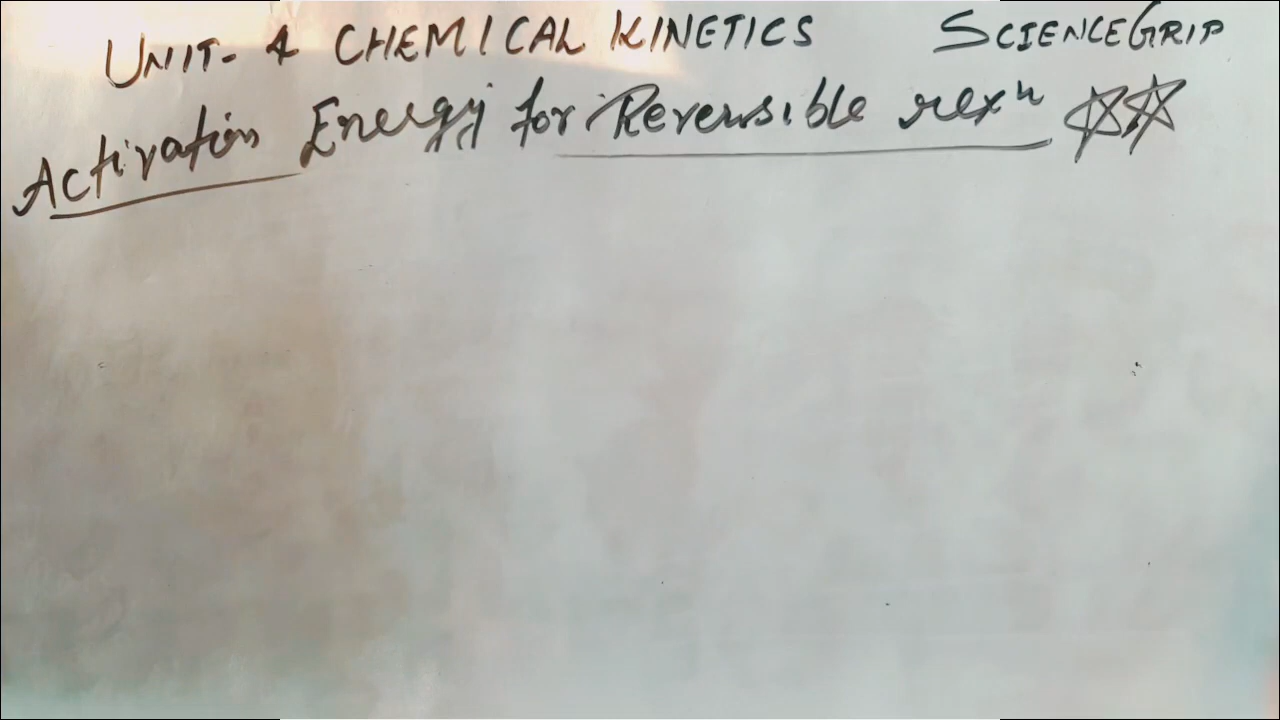 UNIT- 4 CHEMICAL KINETICS SCIENCEGRIP
Activation Energy for Reversible rexn